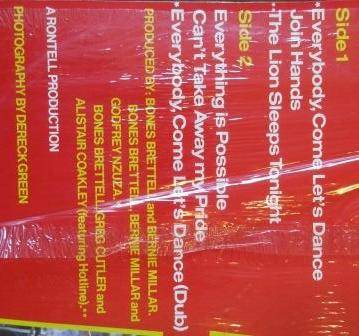 Side 1
*Everybody, Come Let's Dance
Join Hands
**The Lion Sleeps Tonight
Side 2
Everything is Possible
Can't Take Away my Pride
*Everybody, Come Let's Dance (Dub)
PRODUCED BY: BONES BRETTELL and BERNIE MILLAR.
BONES BRETTELL, BERNIE MILLAR and
GODFREY NZUZA.*
BONES BRETTELL, GREG CUTLER and
ALISTAIR COAKLEY (featuring Hotline).**
A RONTELL PRODUCTION
PHOTOGRAPHY BY DERECK GREEN